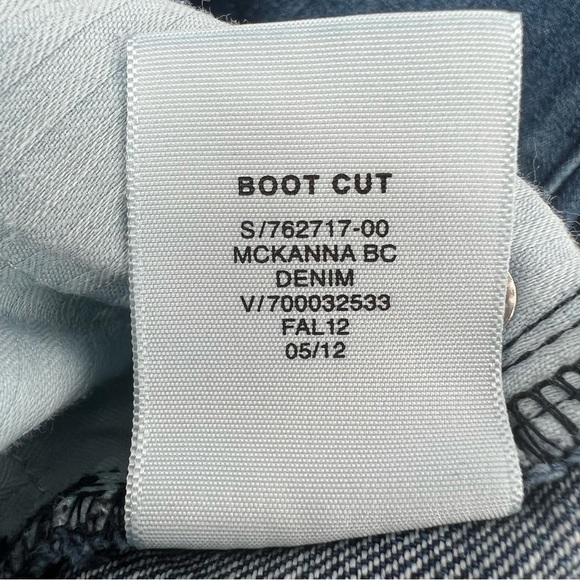 BOOT CUT
S/762717-00
MCKANNA BC
DENIM
V/700032533
FAL12
05/12